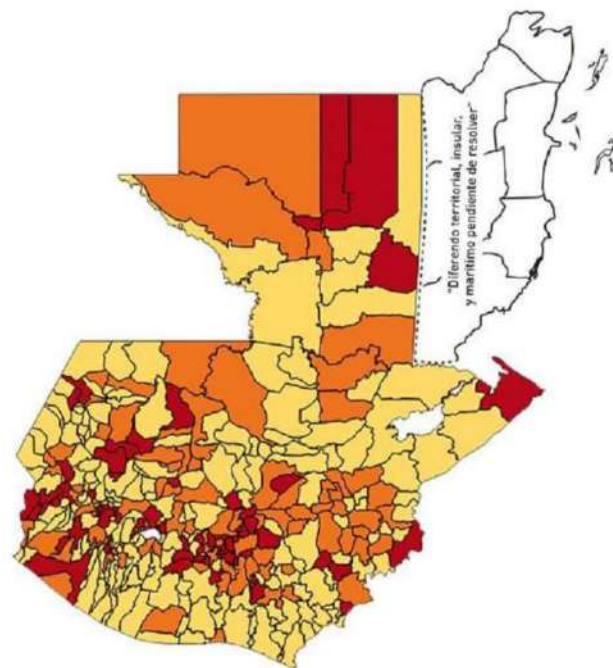 "Diferendo territorial, insular,
y marítimo pendiente de resolver"